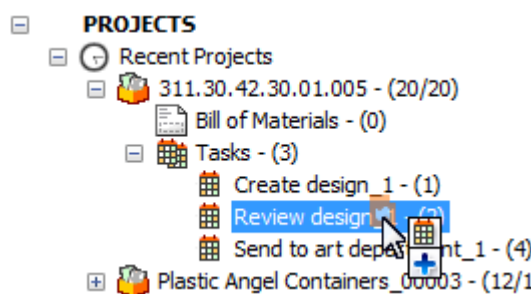 PROJECTS
Recent Projects
311.30.42.30.01.005 - (20/20)
Bill of Materials - (0)
Tasks - (3)
Create design_1 - (1)
Review design
Send to art
_1 - (4)
Plastic Angel Containers_00003 - (12/1